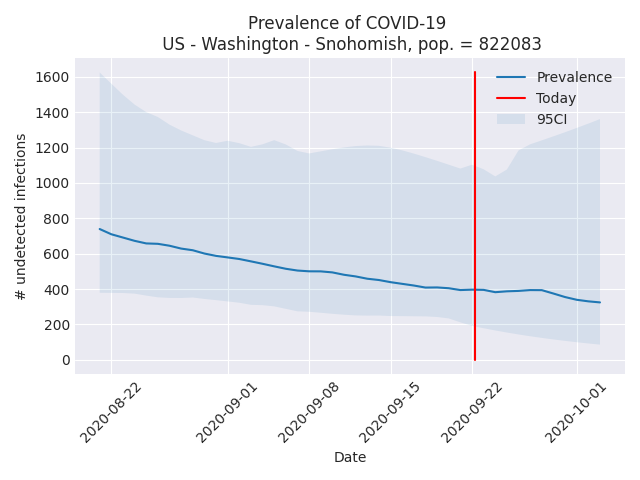 Prevalence of COVID-19
US - Washington - Snohomish, pop. = 822083
Prevalence
Today
95CI
# undetected infections
1600
1400
1200
1000
800
600
400
200
0
2020-08-22
2020-09-01
2020-09-08
2020-09-15
2020-09-22
2020-10-01
Date